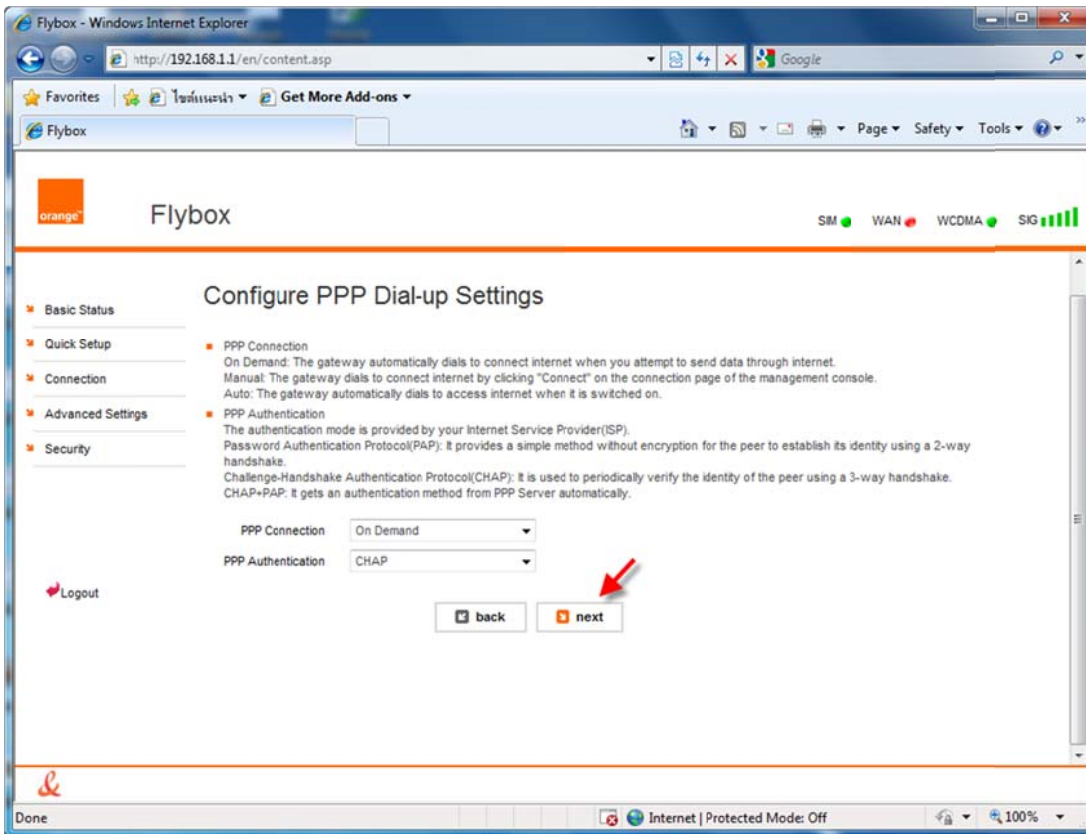 Flybox - Windows Internet Explorer
http://192.168.1.1/en/content.asp
Google
Favorites
ไซต์แนะนำ
Get More Add-ons
Flybox
Page
Safety
Tools
orange™
Flybox
SIM
WAN
WCDMA
SIG
Basic Status
Quick Setup
Connection
Advanced Settings
Security
Logout
Configure PPP Dial-up Settings
PPP Connection
On Demand: The gateway automatically dials to connect internet when you attempt to send data through internet.
Manual: The gateway dials to connect internet by clicking "Connect" on the connection page of the management console.
Auto: The gateway automatically dials to access internet when it is switched on.
PPP Authentication
The authentication mode is provided by your Internet Service Provider(ISP).
Password Authentication Protocol(PAP): It provides a simple method without encryption for the peer to establish its identity using a 2-way
handshake.
Challenge-Handshake Authentication Protocol(CHAP): It is used to periodically verify the identity of the peer using a 3-way handshake.
CHAP+PAP: It gets an authentication method from PPP Server automatically.
PPP Connection
On Demand
PPP Authentication
CHAP
back
next
&
Done
Internet | Protected Mode: Off
100%